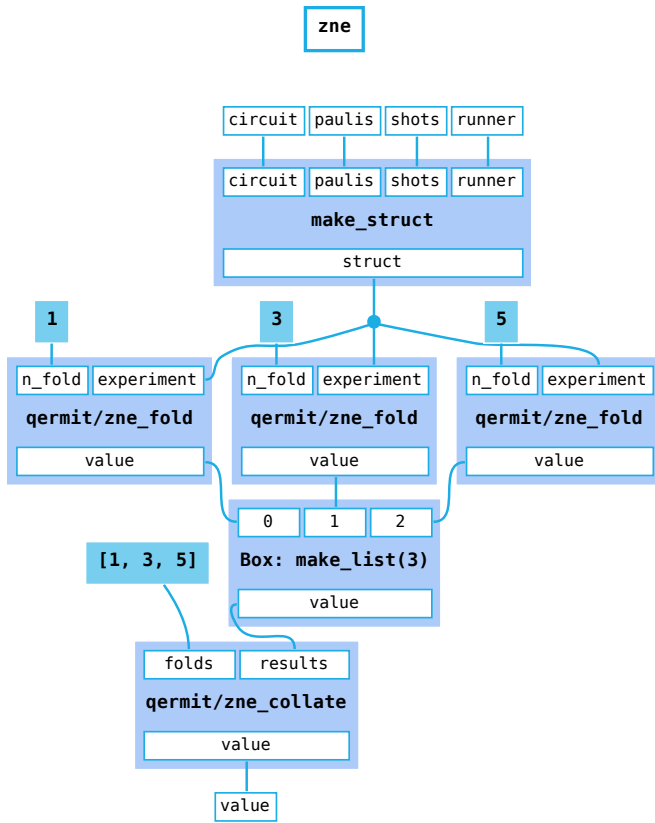 zne
circuit paulis shots runner
circuit paulis shots runner
make_struct
struct
1 3 5
n_fold experiment n_fold experiment n_fold experiment
qermit/zne_fold qermit/zne_fold qermit/zne_fold
value value value
0 1 2
[1, 3, 5] Box: make_list(3)
value
folds results
qermit/zne_collate
value
value